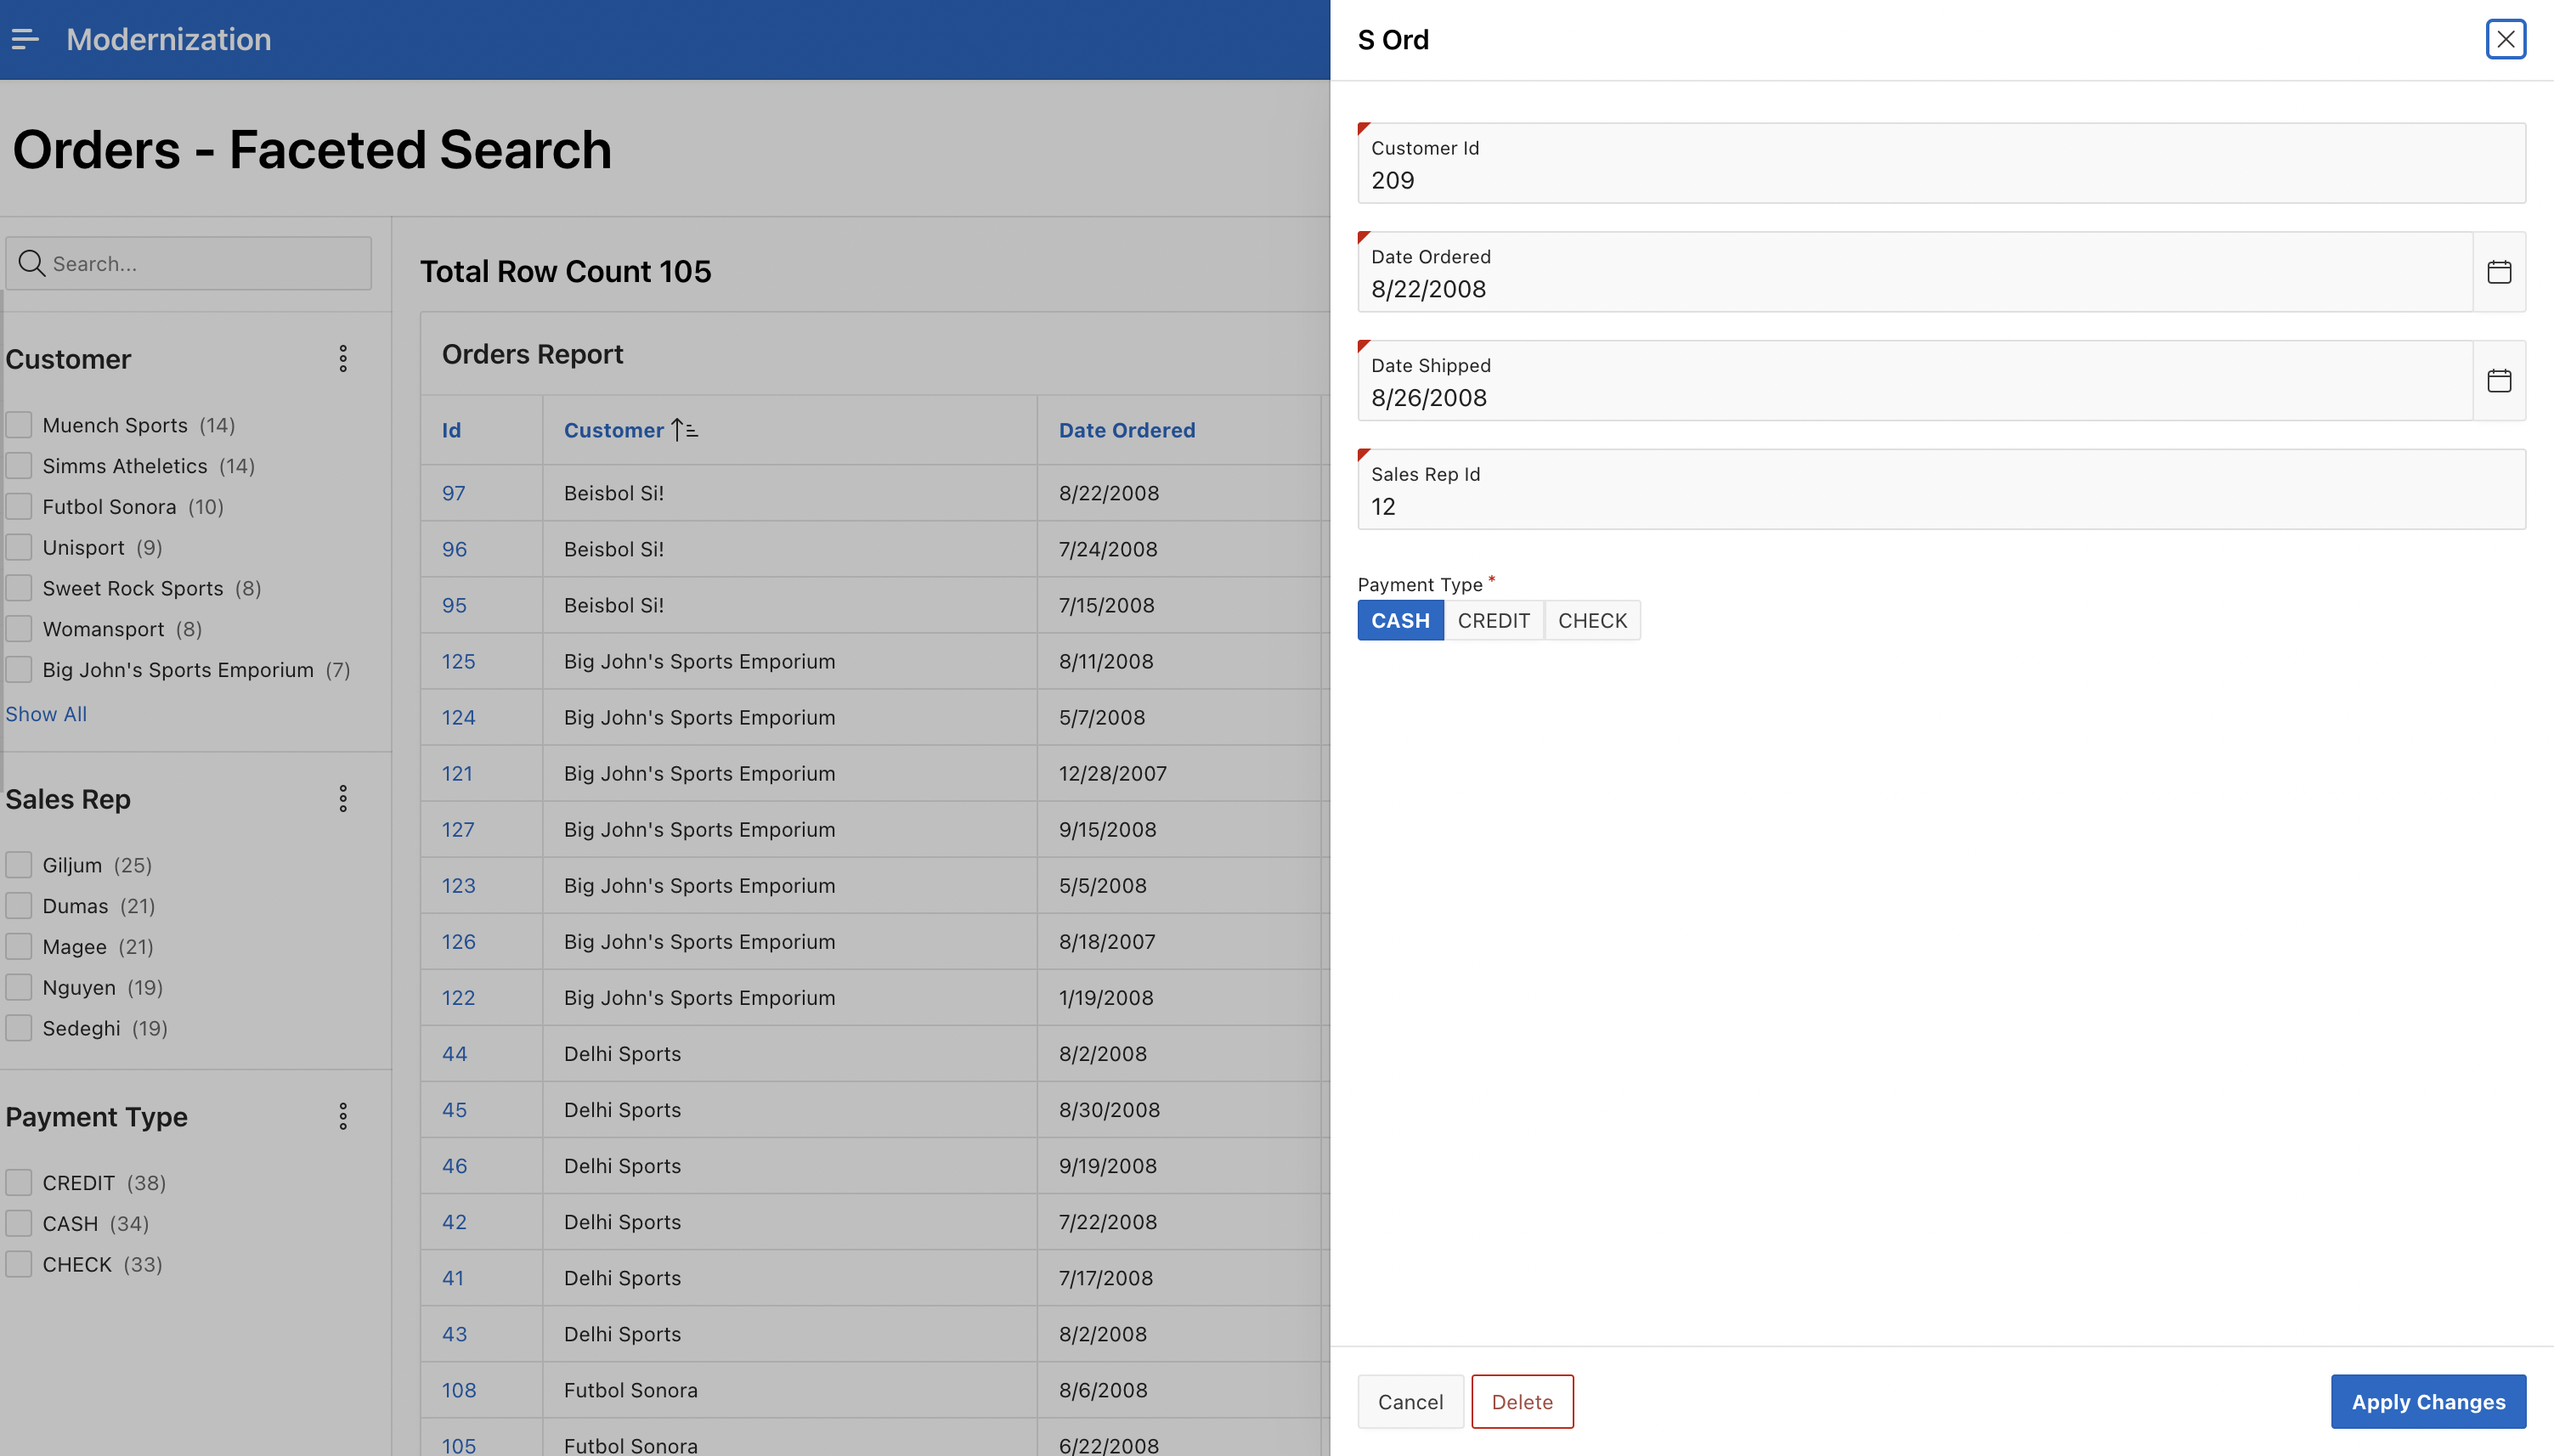 Modernization
Orders - Faceted Search
Search...
Customer
Muench Sports (14)
Simms Atheletics (14)
Futbol Sonora (10)
Unisport (9)
Sweet Rock Sports (8)
Womansport (8)
Big John's Sports Emporium (7)
Show All
Sales Rep
Giljum (25)
Dumas (21)
Magee (21)
Nguyen (19)
Sedeghi (19)
Payment Type
CREDIT (38)
CASH (34)
CHECK (33)
Total Row Count 105
Orders Report
Id Customer Date Ordered
97 Beisbol Si! 8/22/2008
96 Beisbol Si! 7/24/2008
95 Beisbol Si! 7/15/2008
125 Big John's Sports Emporium 8/11/2008
124 Big John's Sports Emporium 5/7/2008
121 Big John's Sports Emporium 12/28/2007
127 Big John's Sports Emporium 9/15/2008
123 Big John's Sports Emporium 5/5/2008
126 Big John's Sports Emporium 8/18/2007
122 Big John's Sports Emporium 1/19/2008
44 Delhi Sports 8/2/2008
45 Delhi Sports 8/30/2008
46 Delhi Sports 9/19/2008
42 Delhi Sports 7/22/2008
41 Delhi Sports 7/17/2008
43 Delhi Sports 8/2/2008
108 Futbol Sonora 8/6/2008
105 Futbol Sonora 6/22/2008
S Ord
Customer Id
209
Date Ordered
8/22/2008
Date Shipped
8/26/2008
Sales Rep Id
12
Payment Type *
CASH CREDIT CHECK
Cancel Delete Apply Changes